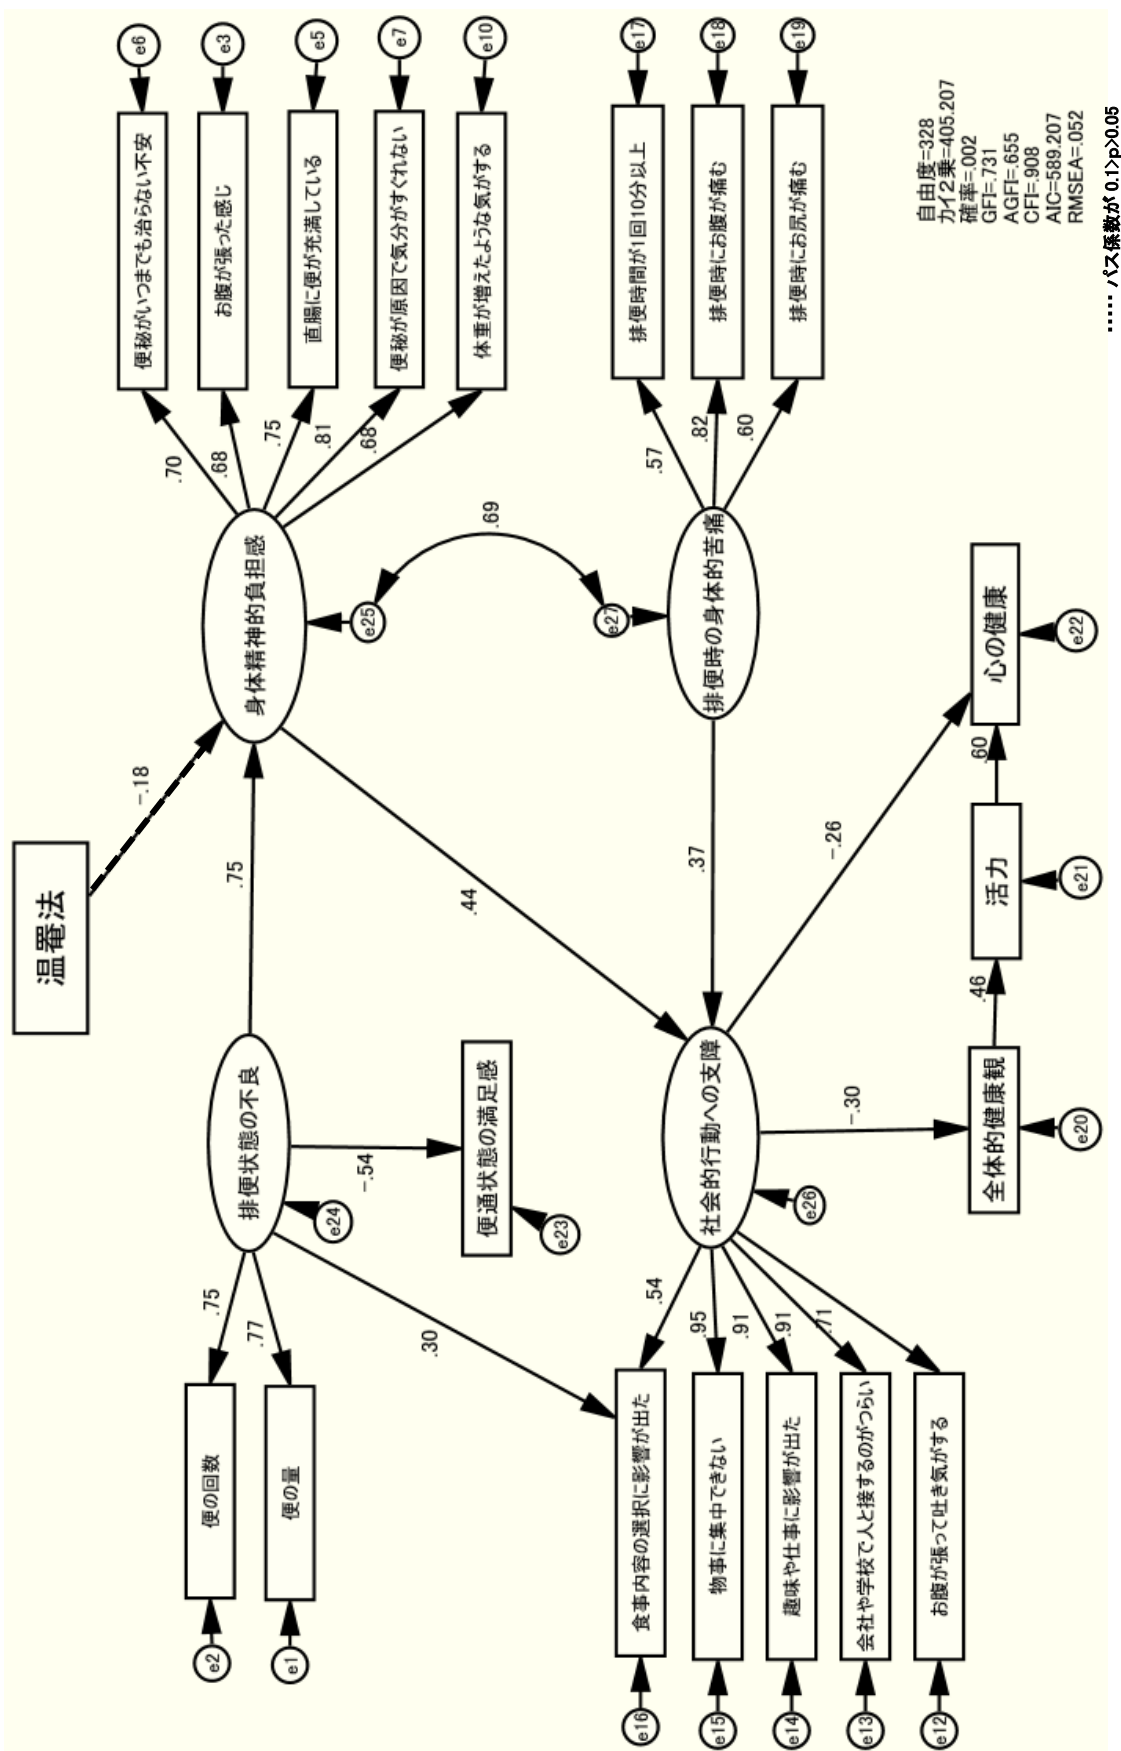 温罨法
-.18
e2
便の回数
.75
e1
便の量
.77
排便状態の不良
e24
.75
身体精神的負担感
e25
.70
便秘がいつまでも治らない不安
e6
.68
お腹が張った感じ
e3
.75
直腸に便が充満している
e5
.81
便秘が原因で気分がすぐれない
e7
.68
体重が増えたような気がする
e10
-.54
便通状態の満足感
e23
.30
.44
.69
e27
e16
食事内容の選択に影響が出た
.54
e15
物事に集中できない
.95
e14
趣味や仕事に影響が出た
.91
e13
会社や学校で人と接するのがつらい
.91
e12
お腹が張って吐き気がする
.71
社会的行動への支障
e26
.37
排便時の身体的苦痛
.57
排便時間が1回10分以上
e17
.82
排便時にお腹が痛む
e18
.60
排便時にお尻が痛む
e19
-.30
-.26
全体的健康観
e20
.46
活力
e21
.60
心の健康
e22
自由度=328
カイ2乗=405.207
確率=.002
GFI=.731
AGFI=.655
CFI=.908
AIC=589.207
RMSEA=.052
..... パス係数が 0.1>p>0.05